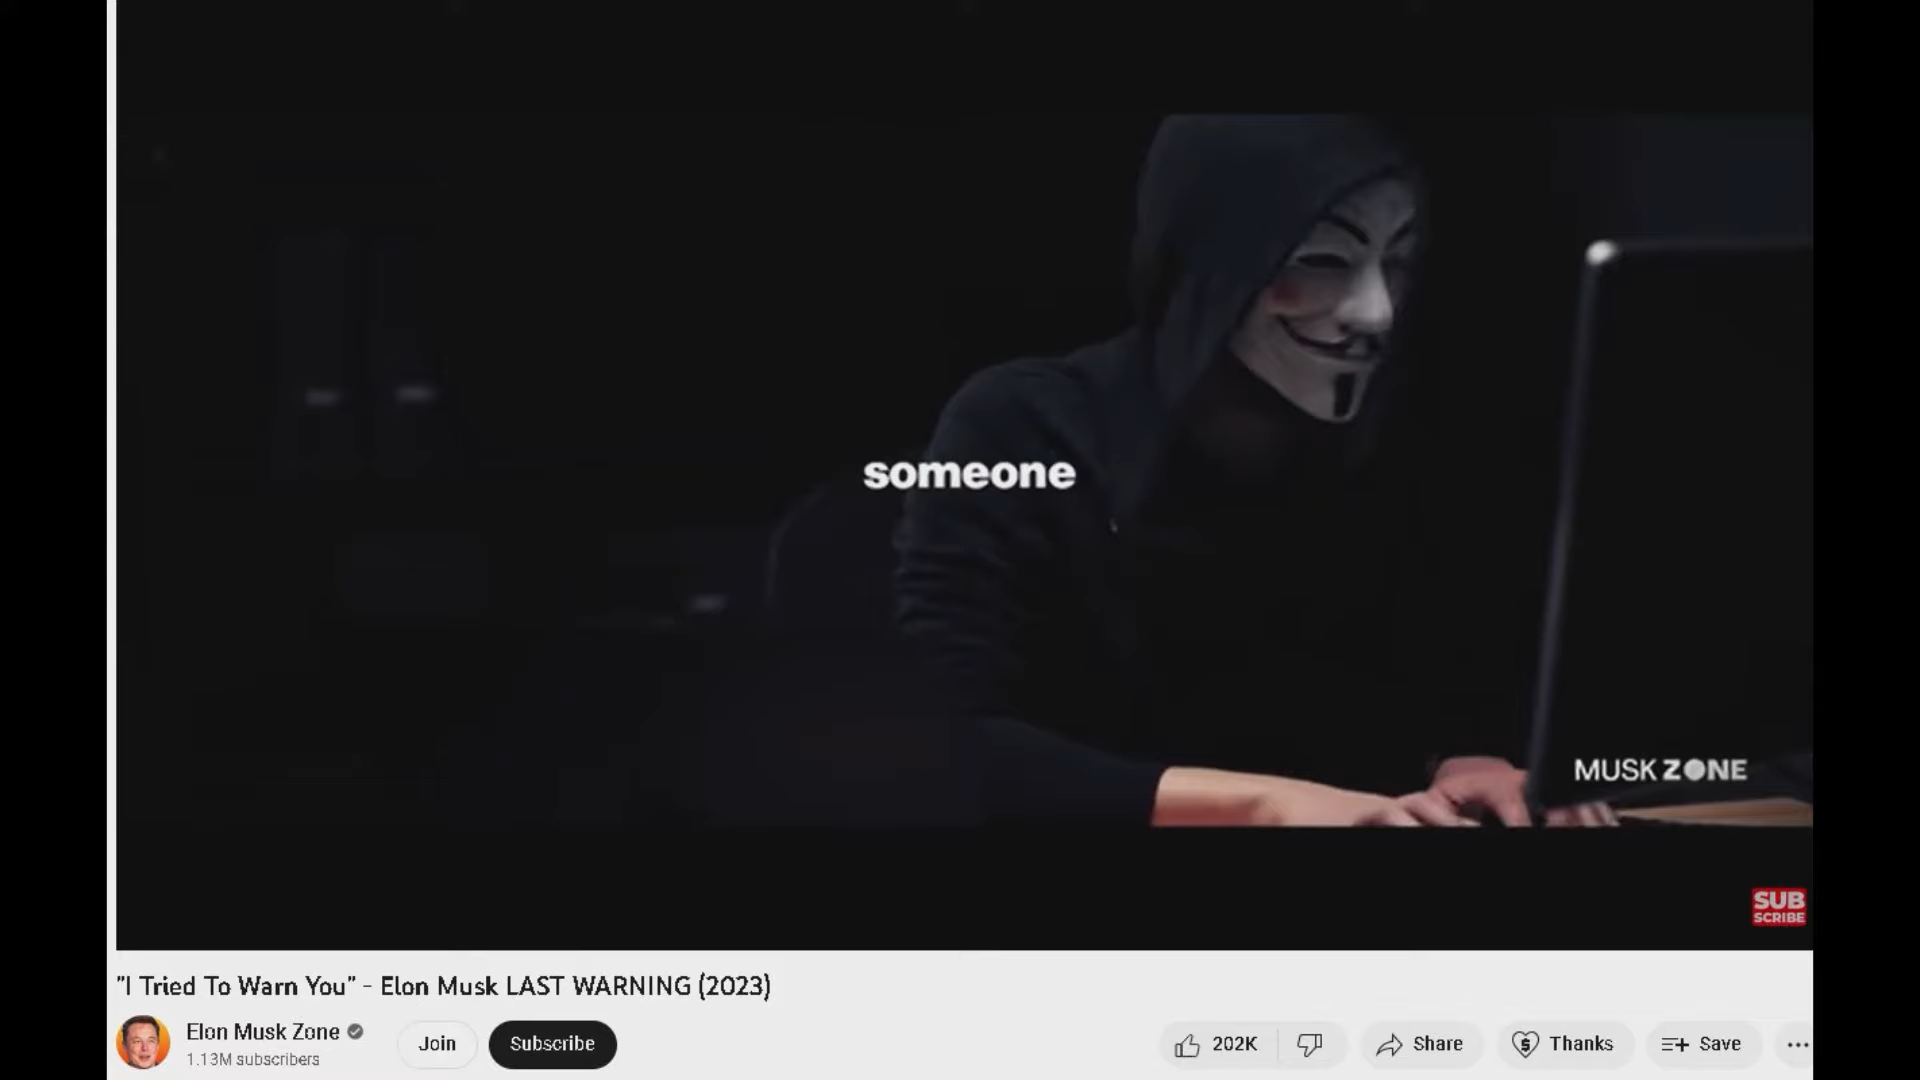 someone
MUSK ZONE
SUB
SCRIBE
"I Tried To Warn You" - Elon Musk LAST WARNING (2023)
Elon Musk Zone
1.13M subscribers
Join
Subscribe
202K
Share
Thanks
Save